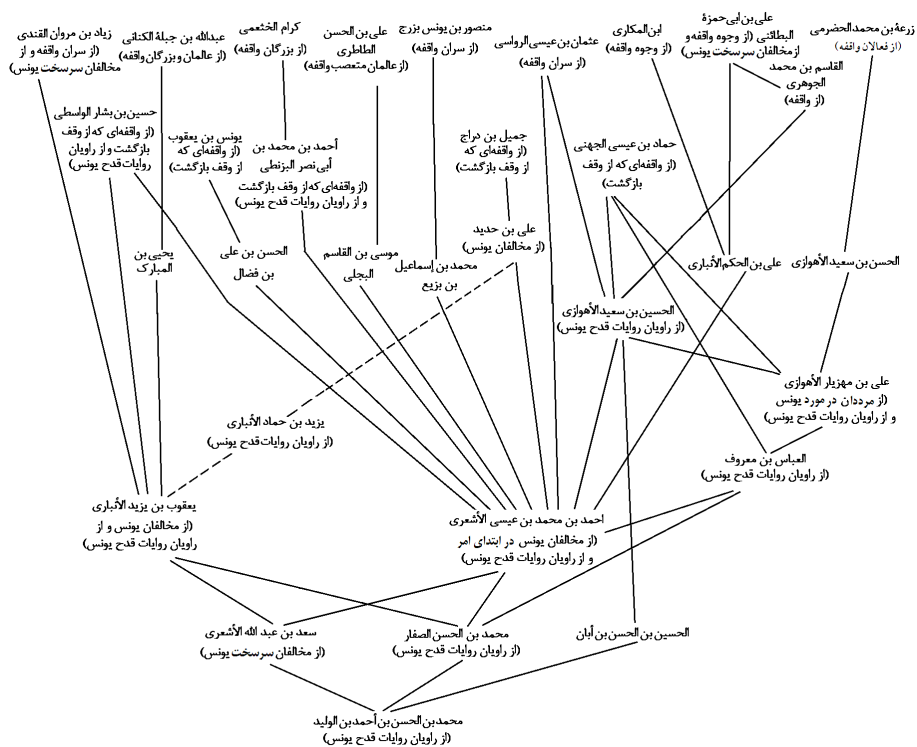 زرعة بن محمد الحضرمی
(از فعالان واقفه)
علی بن ابی حمزة
البطائنی (از وجوه واقفه و
از مخالفان سرسخت یونس)
القاسم بن محمد
الجوهری
(از واقفه)
ابن المکاری
(از وجوه واقفه)
عثمان بن عیسی الرواسی
(از سران واقفه)
منصور بن یونس بزرج
(از سران واقفه)
علی بن الحسن
الطاطری
(از عالمان متعصب واقفه)
کرام الخثعمی
(از بزرگان واقفه)
عبدالله بن جبلة الکنانی
(از عالمان و بزرگان واقفه)
زیاد بن مروان القندی
(از سران واقفه و از
مخالفان سرسخت یونس)
حماد بن عیسی الجهنی
(از واقفه‌ای که از وقف
بازگشت)
جمیل بن دراج
(از واقفه‌ای که
از وقف بازگشت)
أحمد بن محمد بن
أبی نصر البزنطی
(از واقفه‌ای که از وقف بازگشت
و از راویان روایات قدح یونس)
یونس بن یعقوب
(از واقفه‌ای که
از وقف بازگشت)
حسین بن بشار الواسطی
(از واقفه‌ای که از وقف
بازگشت و از راویان
روایات قدح یونس)
الحسن بن سعید الأهوازی
علی بن الحکم الأنباری
علی بن حدید
(از مخالفان یونس)
محمد بن إسماعیل
بن بزیع
موسی بن القاسم
البجلی
الحسن بن علی
بن فضال
یحیی بن
المبارک
الحسین بن سعید الأهوازی
(از راویان روایات قدح یونس)
علی بن مهزیار الأهوازی
(از مرددان در مورد یونس
و از راویان روایات قدح یونس)
یزید بن حماد الأنباری
(از راویان روایات قدح یونس)
العباس بن معروف
(از راویان روایات قدح یونس)
احمد بن محمد بن عیسی الأشعری
(از مخالفان یونس در ابتدای امر
و از راویان روایات قدح یونس)
یعقوب بن یزید الأنباری
(از مخالفان یونس و از
راویان روایات قدح یونس)
الحسین بن الحسن بن أبان
محمد بن الحسن الصفار
(از راویان روایات قدح یونس)
سعد بن عبد الله الأشعری
(از مخالفان سرسخت یونس)
محمد بن الحسن بن أحمد بن الولید
(از راویان روایات قدح یونس)